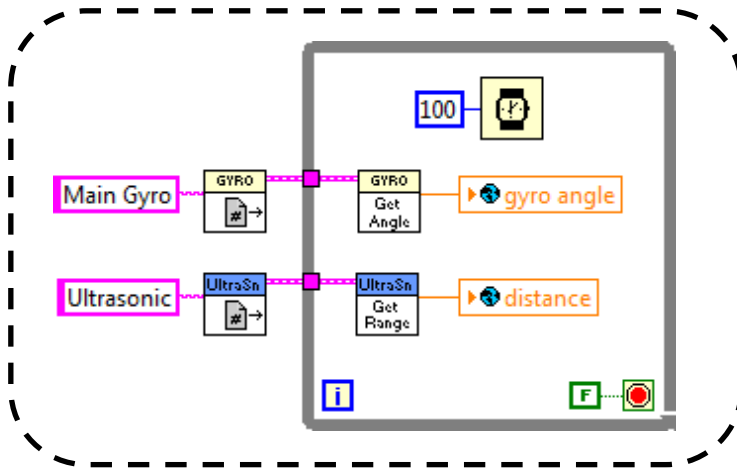 100
Main Gyro
GYRO
#
GYRO
Get
Angle
gyro angle
Ultrasonic
UltraSn
#
UltraSn
Get
Range
distance
i
F